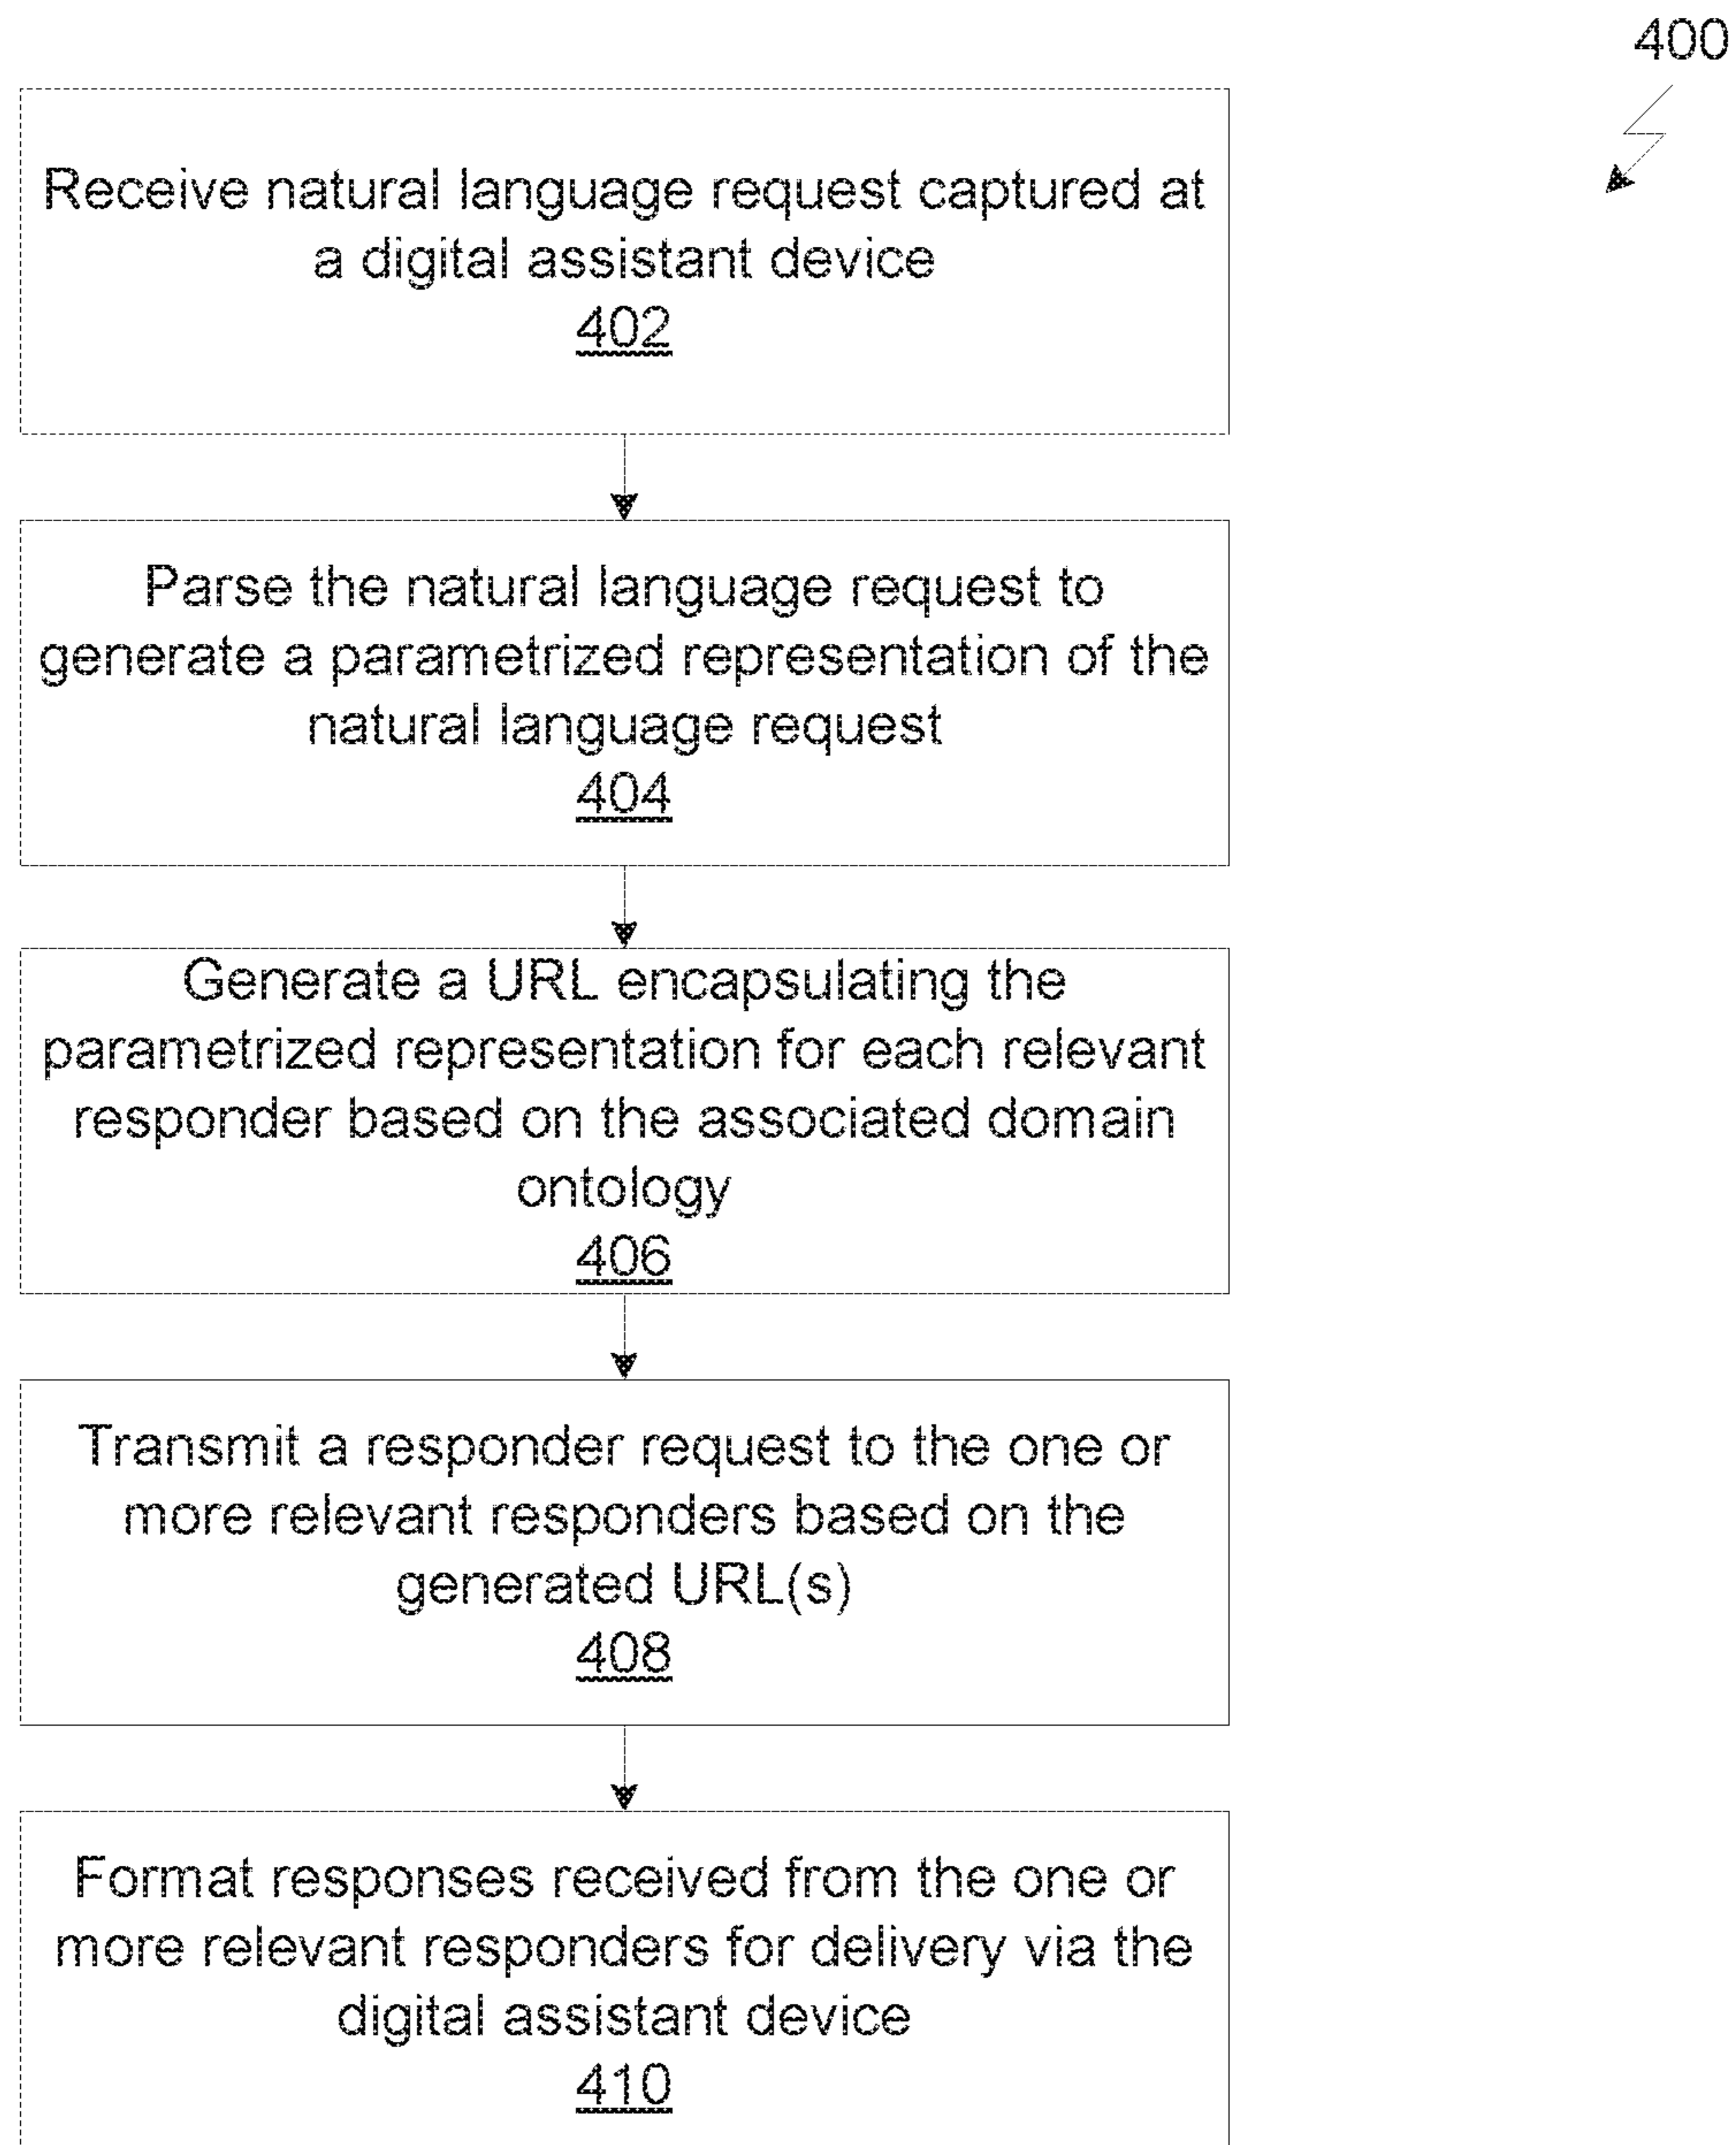 400
Receive natural language request captured at
a digital assistant device
402
Parse the natural language request to
generate a parametrized representation of the
natural language request
404
Generate a URL encapsulating the
parametrized representation for each relevant
responder based on the associated domain
ontology
406
Transmit a responder request to the one or
more relevant responders based on the
generated URL(s)
408
Format responses received from the one or
more relevant responders for delivery via the
digital assistant device
410